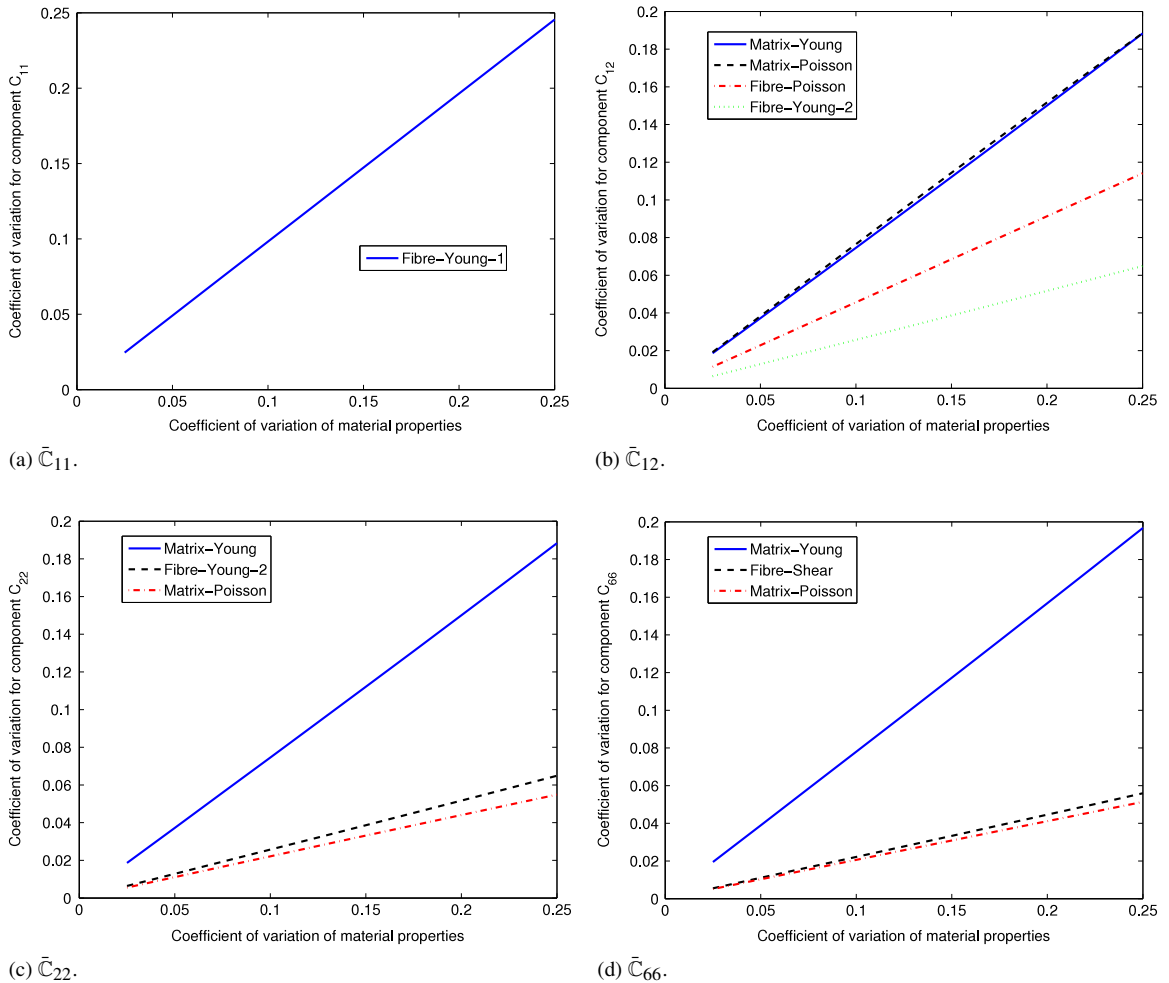 Coefficient of variation for component C11
0.25
0.2
0.15
0.1
0.05
0
Fibre-Young-1
0 0.05 0.1 0.15 0.2 0.25
Coefficient of variation of material properties
(a) C̄11.
Coefficient of variation for component C12
0.2
0.18
0.16
0.14
0.12
0.1
0.08
0.06
0.04
0.02
0
Matrix-Young
Matrix-Poisson
Fibre-Poisson
Fibre-Young-2
0 0.05 0.1 0.15 0.2 0.25
Coefficient of variation of material properties
(b) C̄12.
Coefficient of variation for component C22
0.2
0.18
0.16
0.14
0.12
0.1
0.08
0.06
0.04
0.02
0
Matrix-Young
Fibre-Young-2
Matrix-Poisson
0 0.05 0.1 0.15 0.2 0.25
Coefficient of variation of material properties
(c) C̄22.
Coefficient of variation for component C66
0.2
0.18
0.16
0.14
0.12
0.1
0.08
0.06
0.04
0.02
0
Matrix-Young
Fibre-Shear
Matrix-Poisson
0 0.05 0.1 0.15 0.2 0.25
Coefficient of variation of material properties
(d) C̄66.